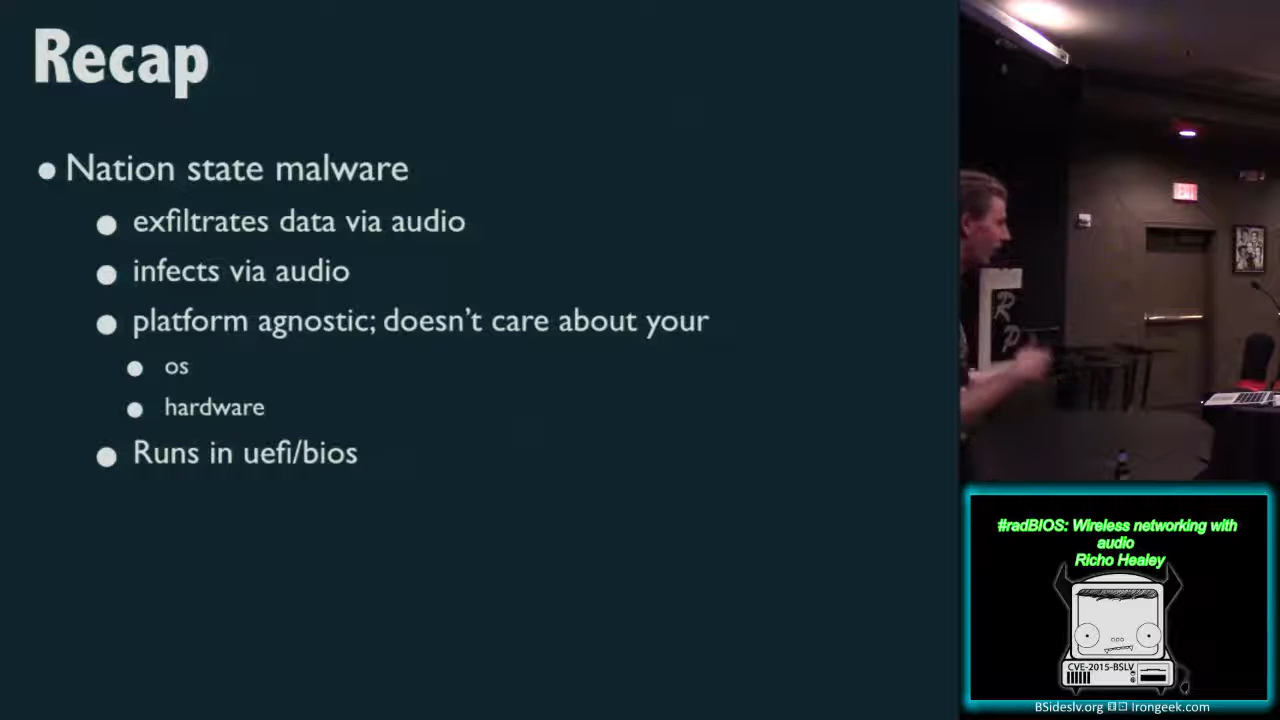 Recap
Nation state malware
exfiltrates data via audio
infects via audio
platform agnostic; doesn't care about your
os
hardware
Runs in uefi/bios
EXIT
R
P
#radBIOS: Wireless networking with
audio
Richo Healey
CVE-2015-BSLV
BSideslv.org Irongeek.com